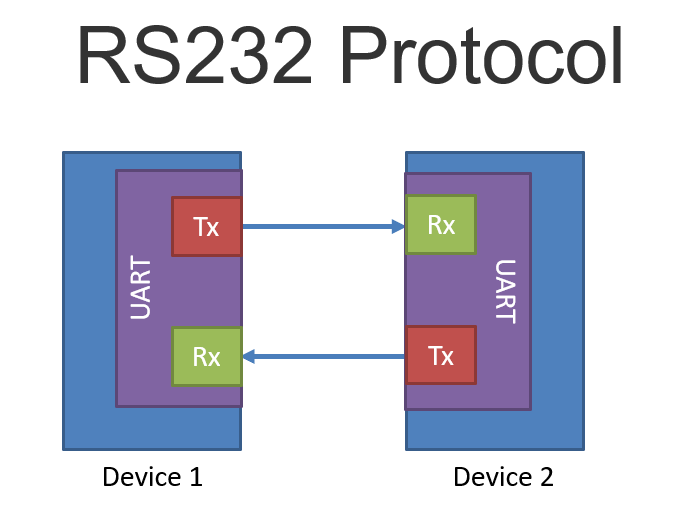 RS232 Protocol
Tx
Rx
UART
UART
Rx
Tx
Device 1
Device 2